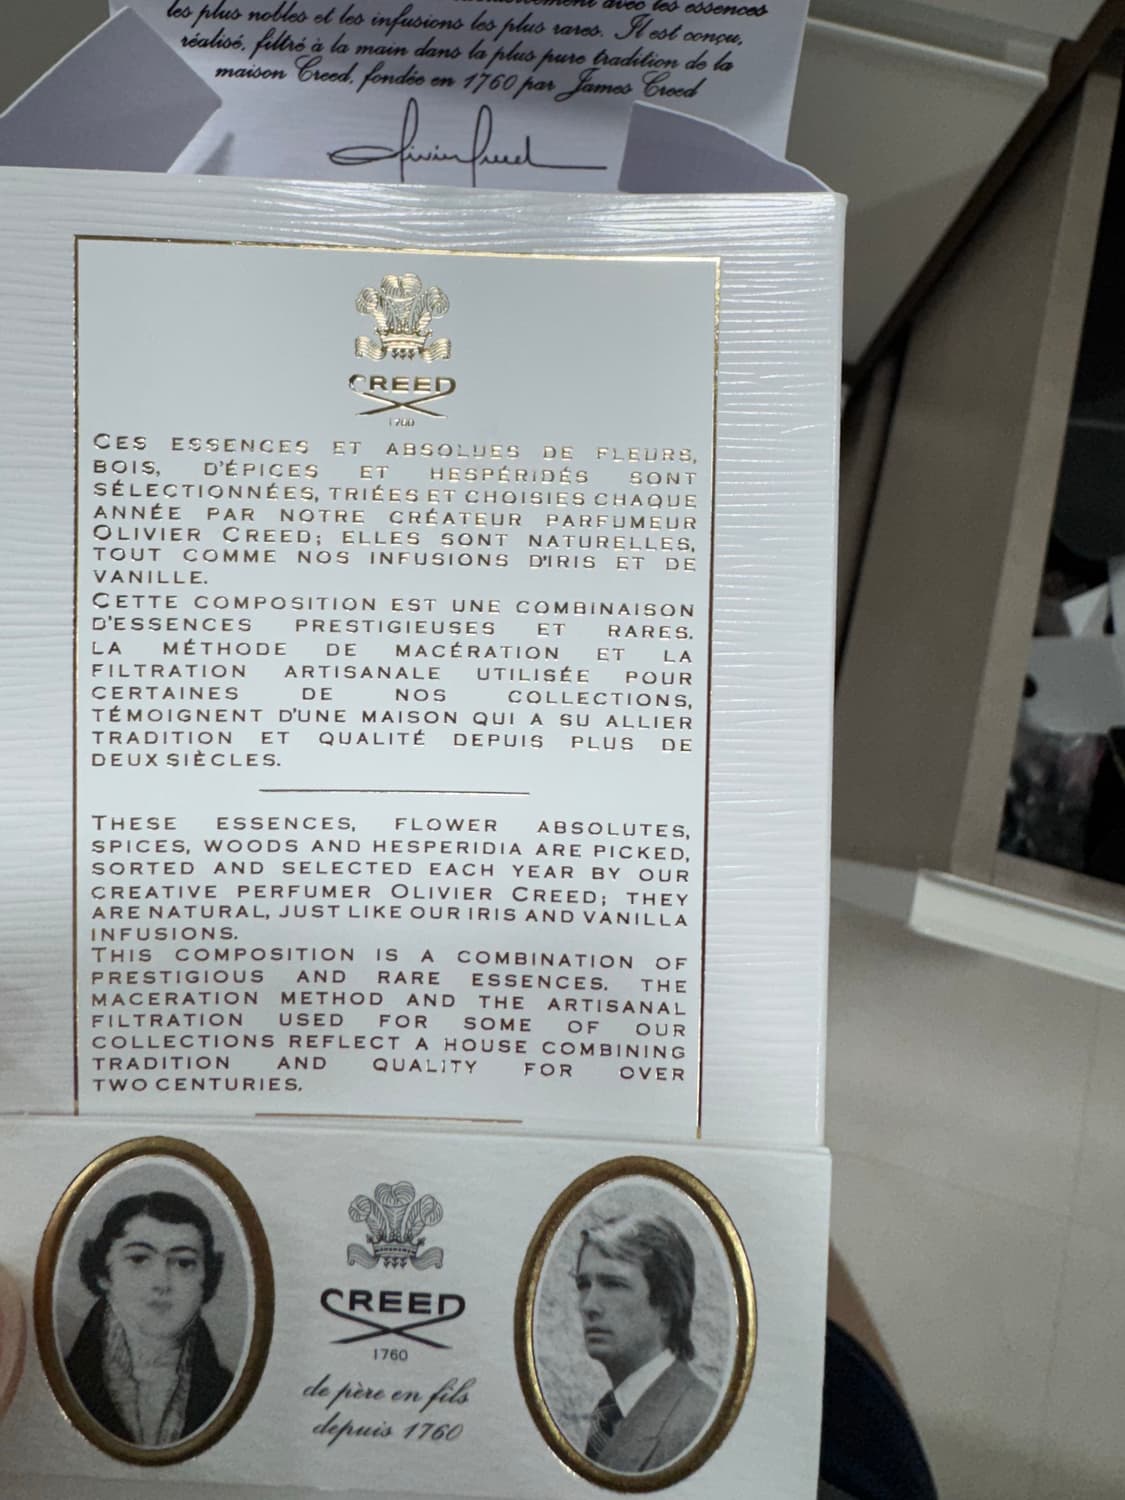 avec les essences
les plus nobles et les infusions les plus rares. Il est conçu,
réalisé, filtré à la main dans la plus pure tradition de la
maison Creed, fondée en 1760 par James Creed
Olivier Creed
CREED
1760
CES ESSENCES ET ABSOLUES DE FLEURS,
BOIS, D'ÉPICES ET HESPÉRIDÉS SONT
SÉLECTIONNÉES, TRIÉES ET CHOISIES CHAQUE
ANNÉE PAR NOTRE CRÉATEUR PARFUMEUR
OLIVIER CREED; ELLES SONT NATURELLES,
TOUT COMME NOS INFUSIONS D'IRIS ET DE
VANILLE.
CETTE COMPOSITION EST UNE COMBINAISON
D'ESSENCES PRESTIGIEUSES ET RARES.
LA MÉTHODE DE MACÉRATION ET LA
FILTRATION ARTISANALE UTILISÉE POUR
CERTAINES DE NOS COLLECTIONS,
TÉMOIGNENT D'UNE MAISON QUI A SU ALLIER
TRADITION ET QUALITÉ DEPUIS PLUS DE
DEUX SIÈCLES.
THESE ESSENCES, FLOWER ABSOLUTES,
SPICES, WOODS AND HESPERIDIA ARE PICKED,
SORTED AND SELECTED EACH YEAR BY OUR
CREATIVE PERFUMER OLIVIER CREED; THEY
ARE NATURAL, JUST LIKE OUR IRIS AND VANILLA
INFUSIONS.
THIS COMPOSITION IS A COMBINATION OF
PRESTIGIOUS AND RARE ESSENCES. THE
MACERATION METHOD AND THE ARTISANAL
FILTRATION USED FOR SOME OF OUR
COLLECTIONS REFLECT A HOUSE COMBINING
TRADITION AND QUALITY FOR OVER
TWO CENTURIES.
CREED
1760
de père en fils
depuis 1760